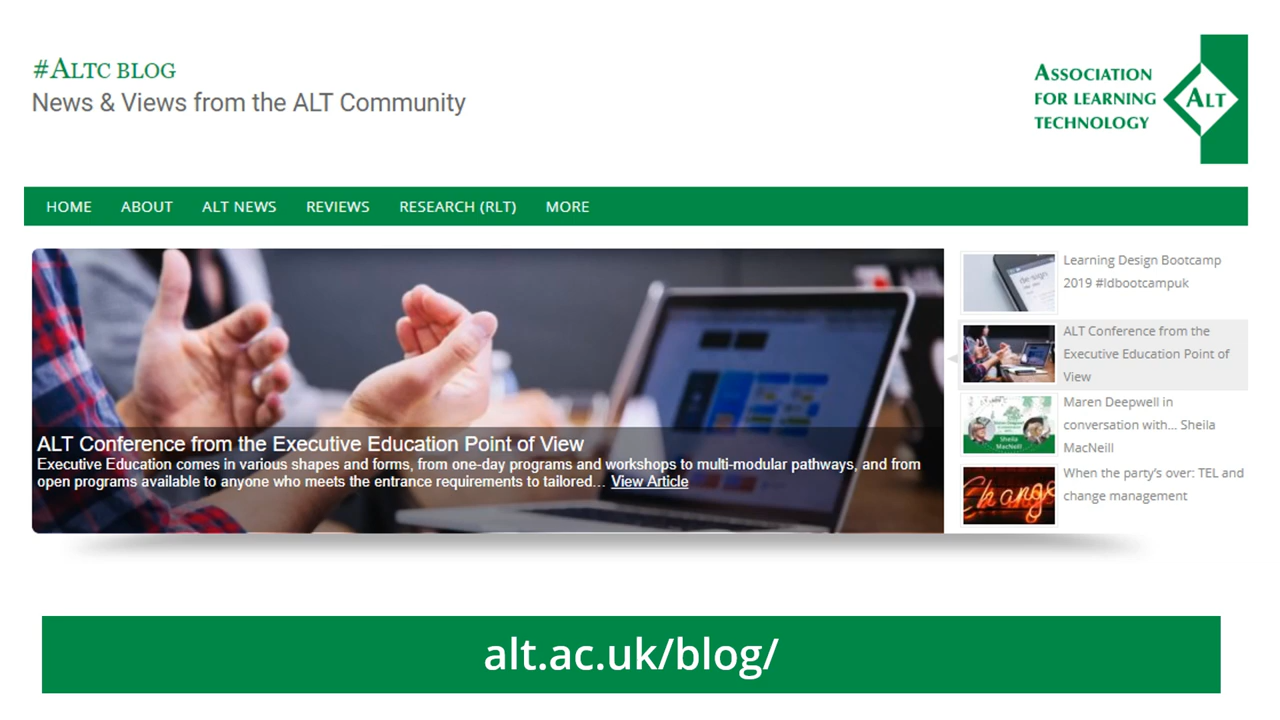 #ALTC BLOG
News & Views from the ALT Community
ASSOCIATION
FOR LEARNING
TECHNOLOGY
ALT
HOME ABOUT ALT NEWS REVIEWS RESEARCH (RLT) MORE
ALT Conference from the Executive Education Point of View
Executive Education comes in various shapes and forms, from one-day programs and workshops to multi-modular pathways, and from
open programs available to anyone who meets the entrance requirements to tailored... View Article
Learning Design Bootcamp
2019 #ldbootcampuk
ALT Conference from the
Executive Education Point of
View
Maren Deepwell in
conversation with... Sheila
MacNeill
Sheila
MacNeill
When the party's over: TEL and
change management
Change
alt.ac.uk/blog/